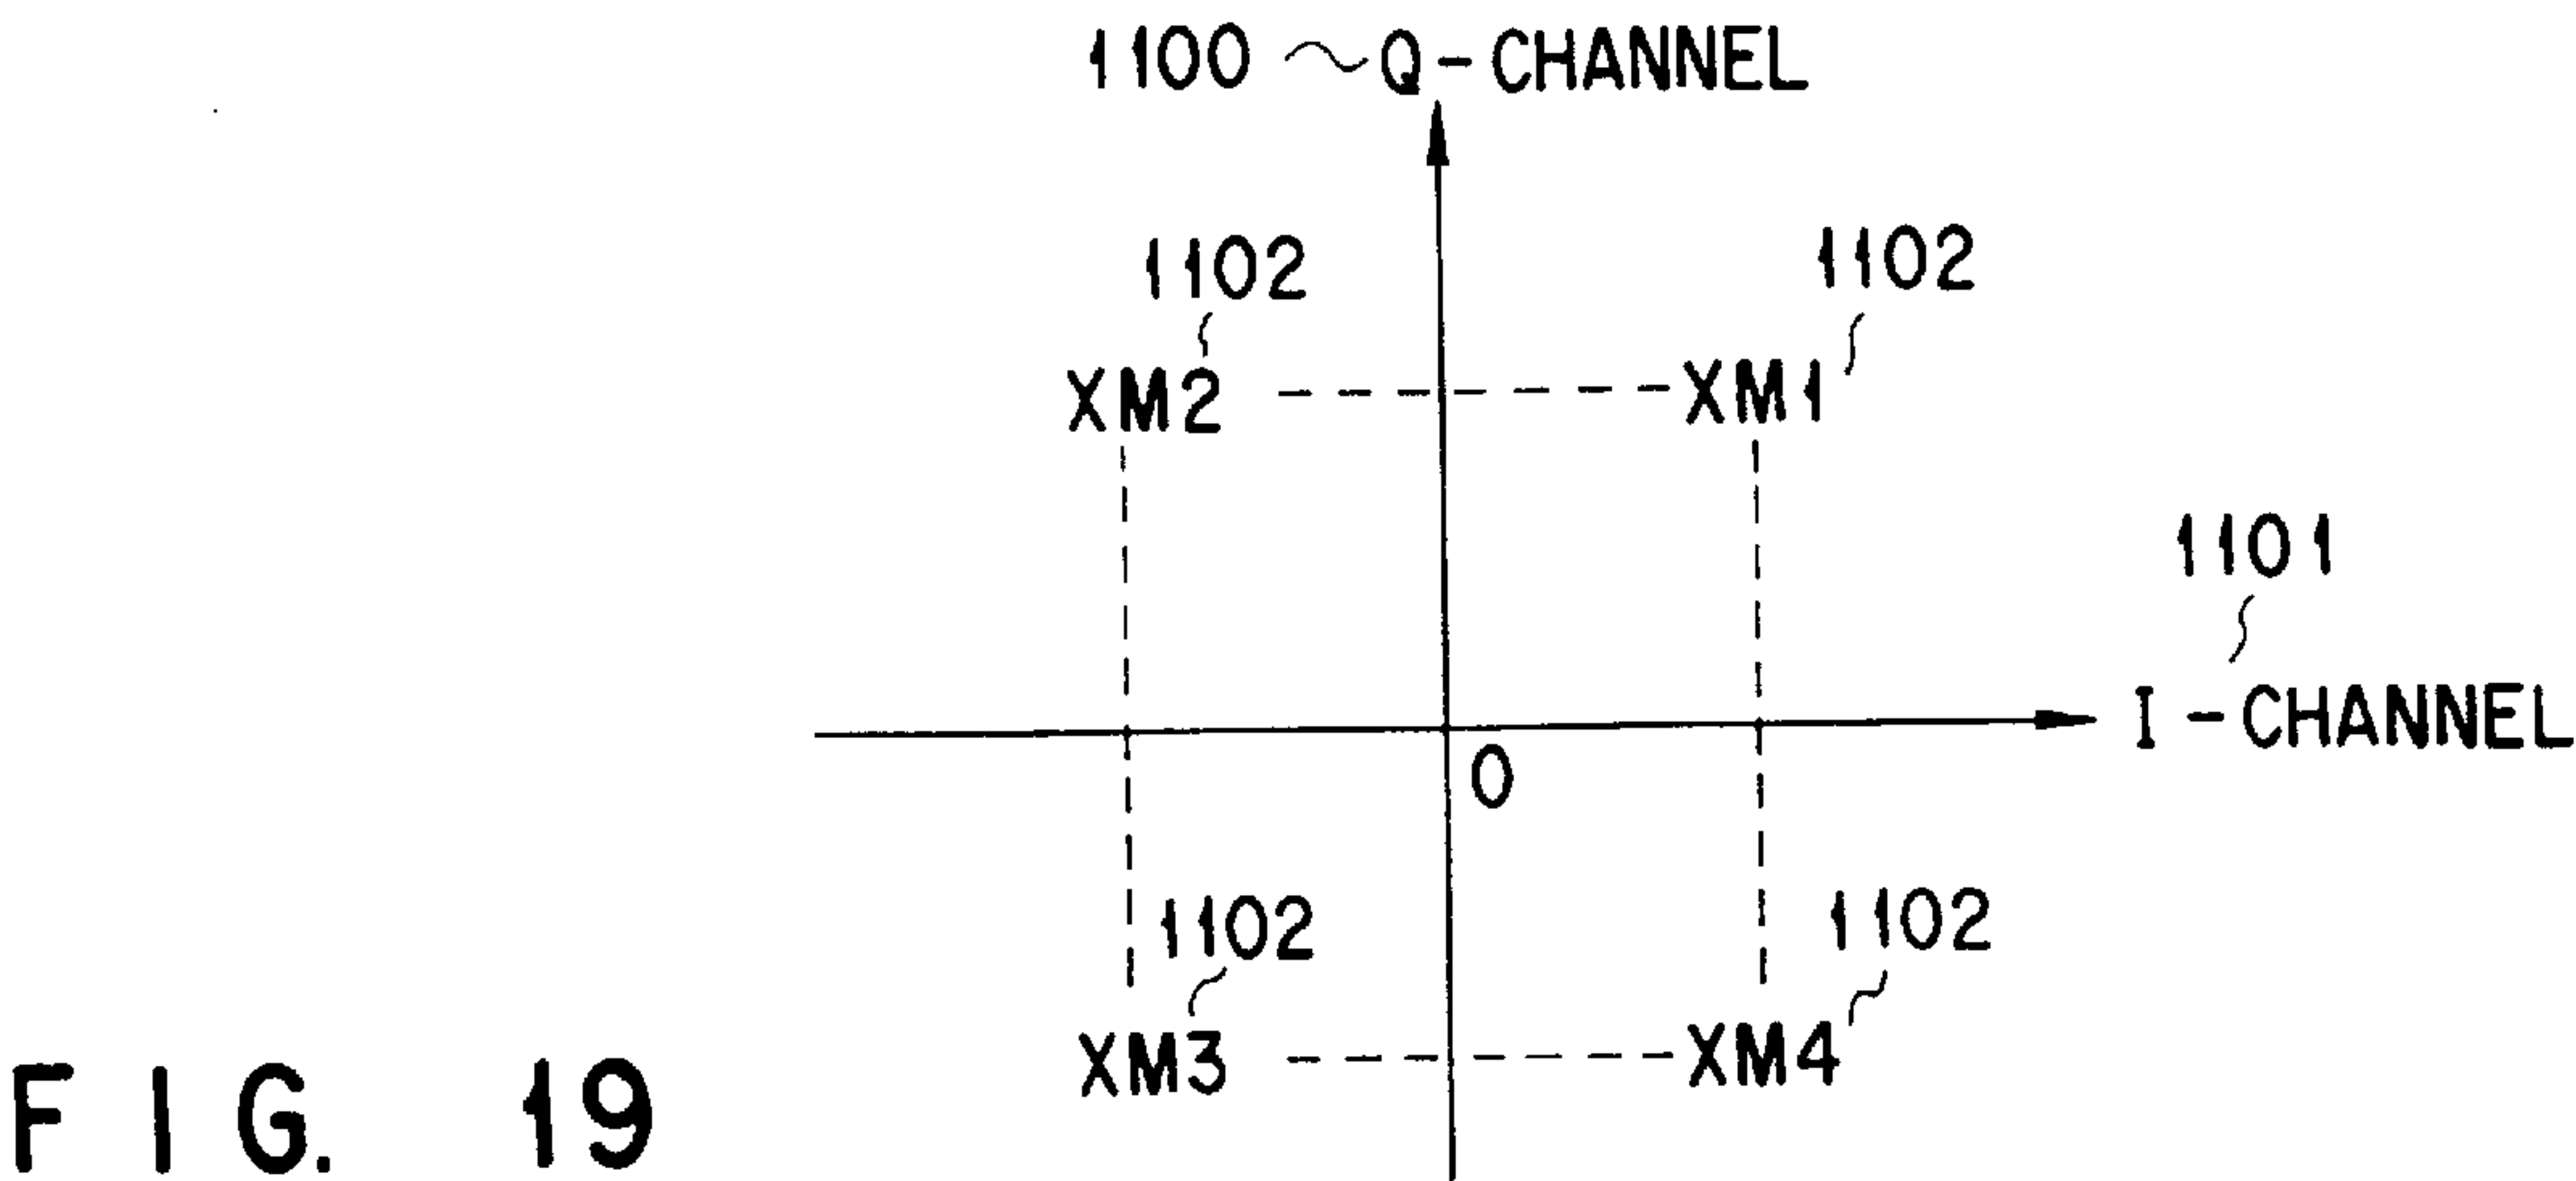 1100 ~ Q-CHANNEL
1102
1102
XM2
XM1
1101
I-CHANNEL
0
1102
1102
XM3
XM4
FIG. 19